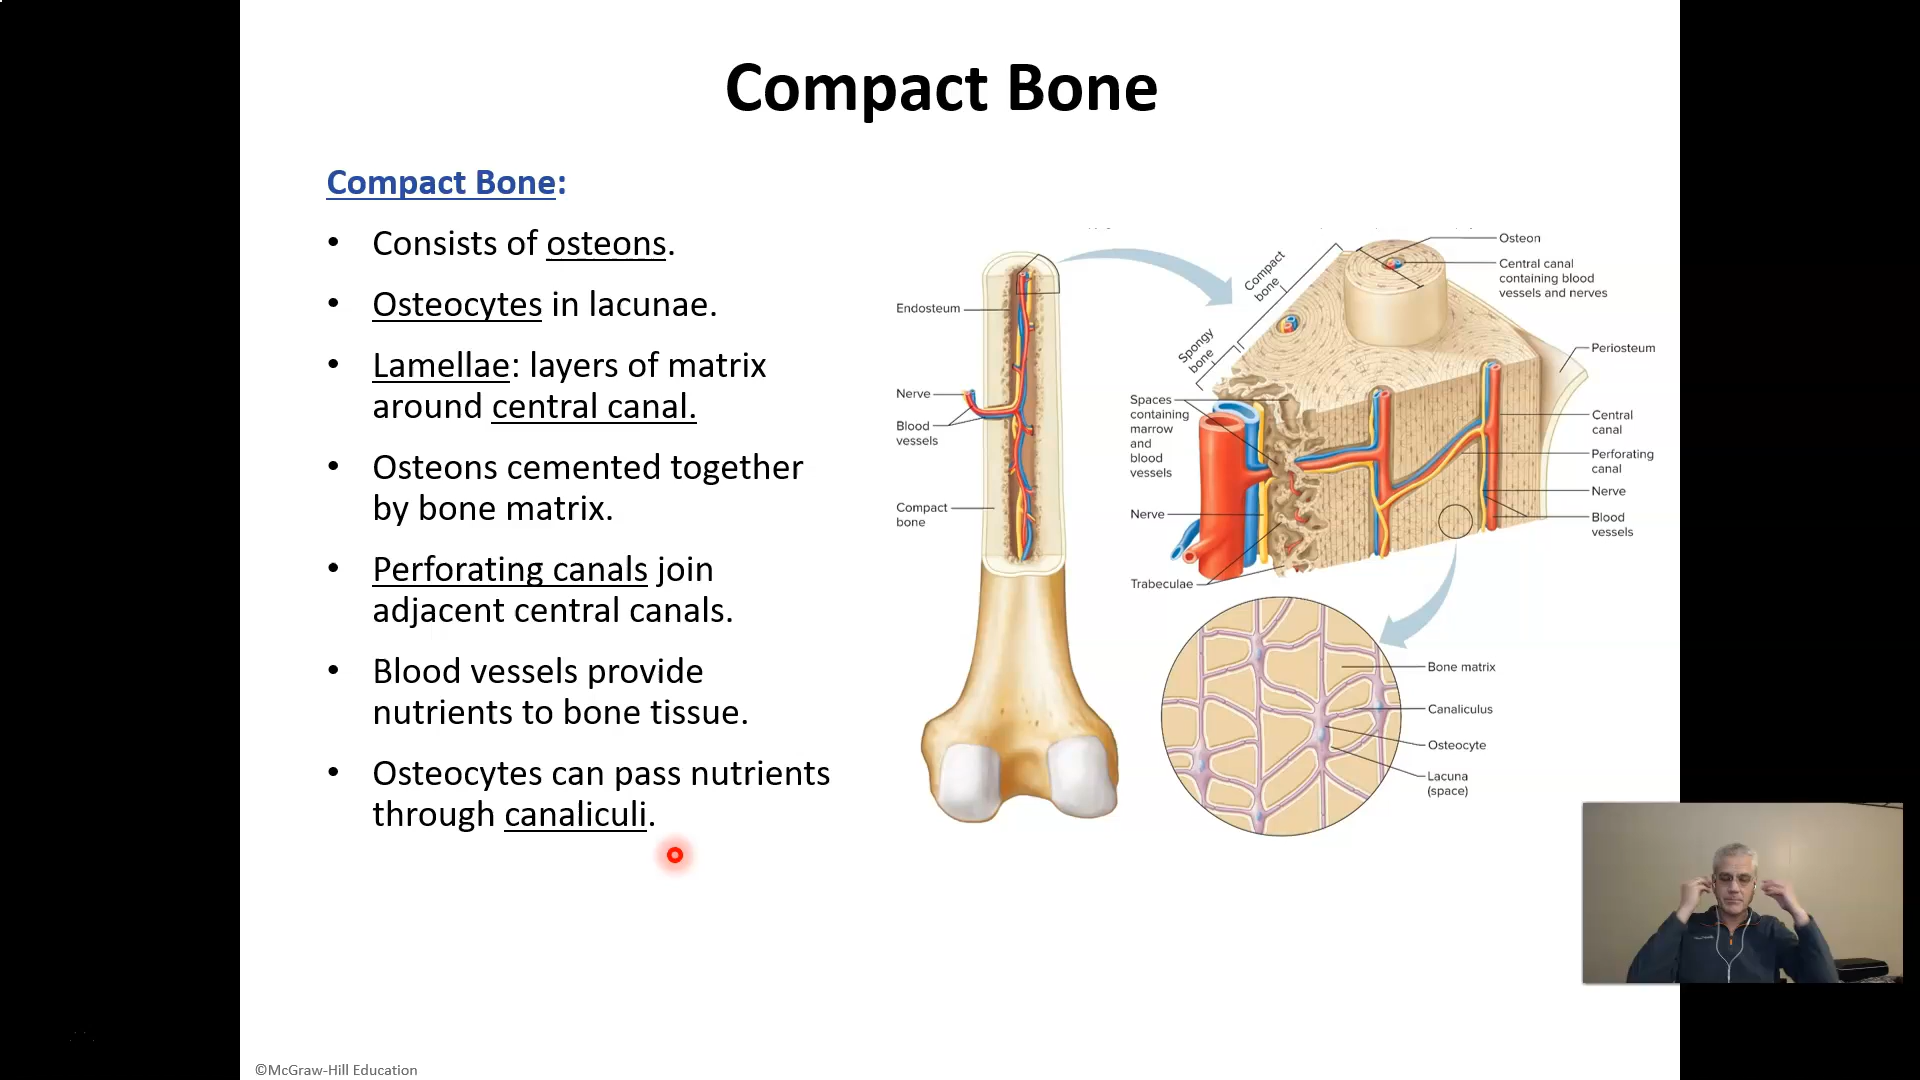 Compact Bone
Compact Bone:
• Consists of osteons.
• Osteocytes in lacunae.
• Lamellae: layers of matrix
around central canal.
• Osteons cemented together
by bone matrix.
• Perforating canals join
adjacent central canals.
• Blood vessels provide
nutrients to bone tissue.
• Osteocytes can pass nutrients
through canaliculi.
Endosteum
Nerve
Blood
vessels
Compact
bone
Compact
bone
Spongy
bone
Spaces
containing
marrow
and
blood
vessels
Nerve
Trabeculae
Osteon
Central canal
containing blood
vessels and nerves
Periosteum
Central
canal
Perforating
canal
Nerve
Blood
vessels
Bone matrix
Canaliculus
Osteocyte
Lacuna
(space)
©McGraw-Hill Education